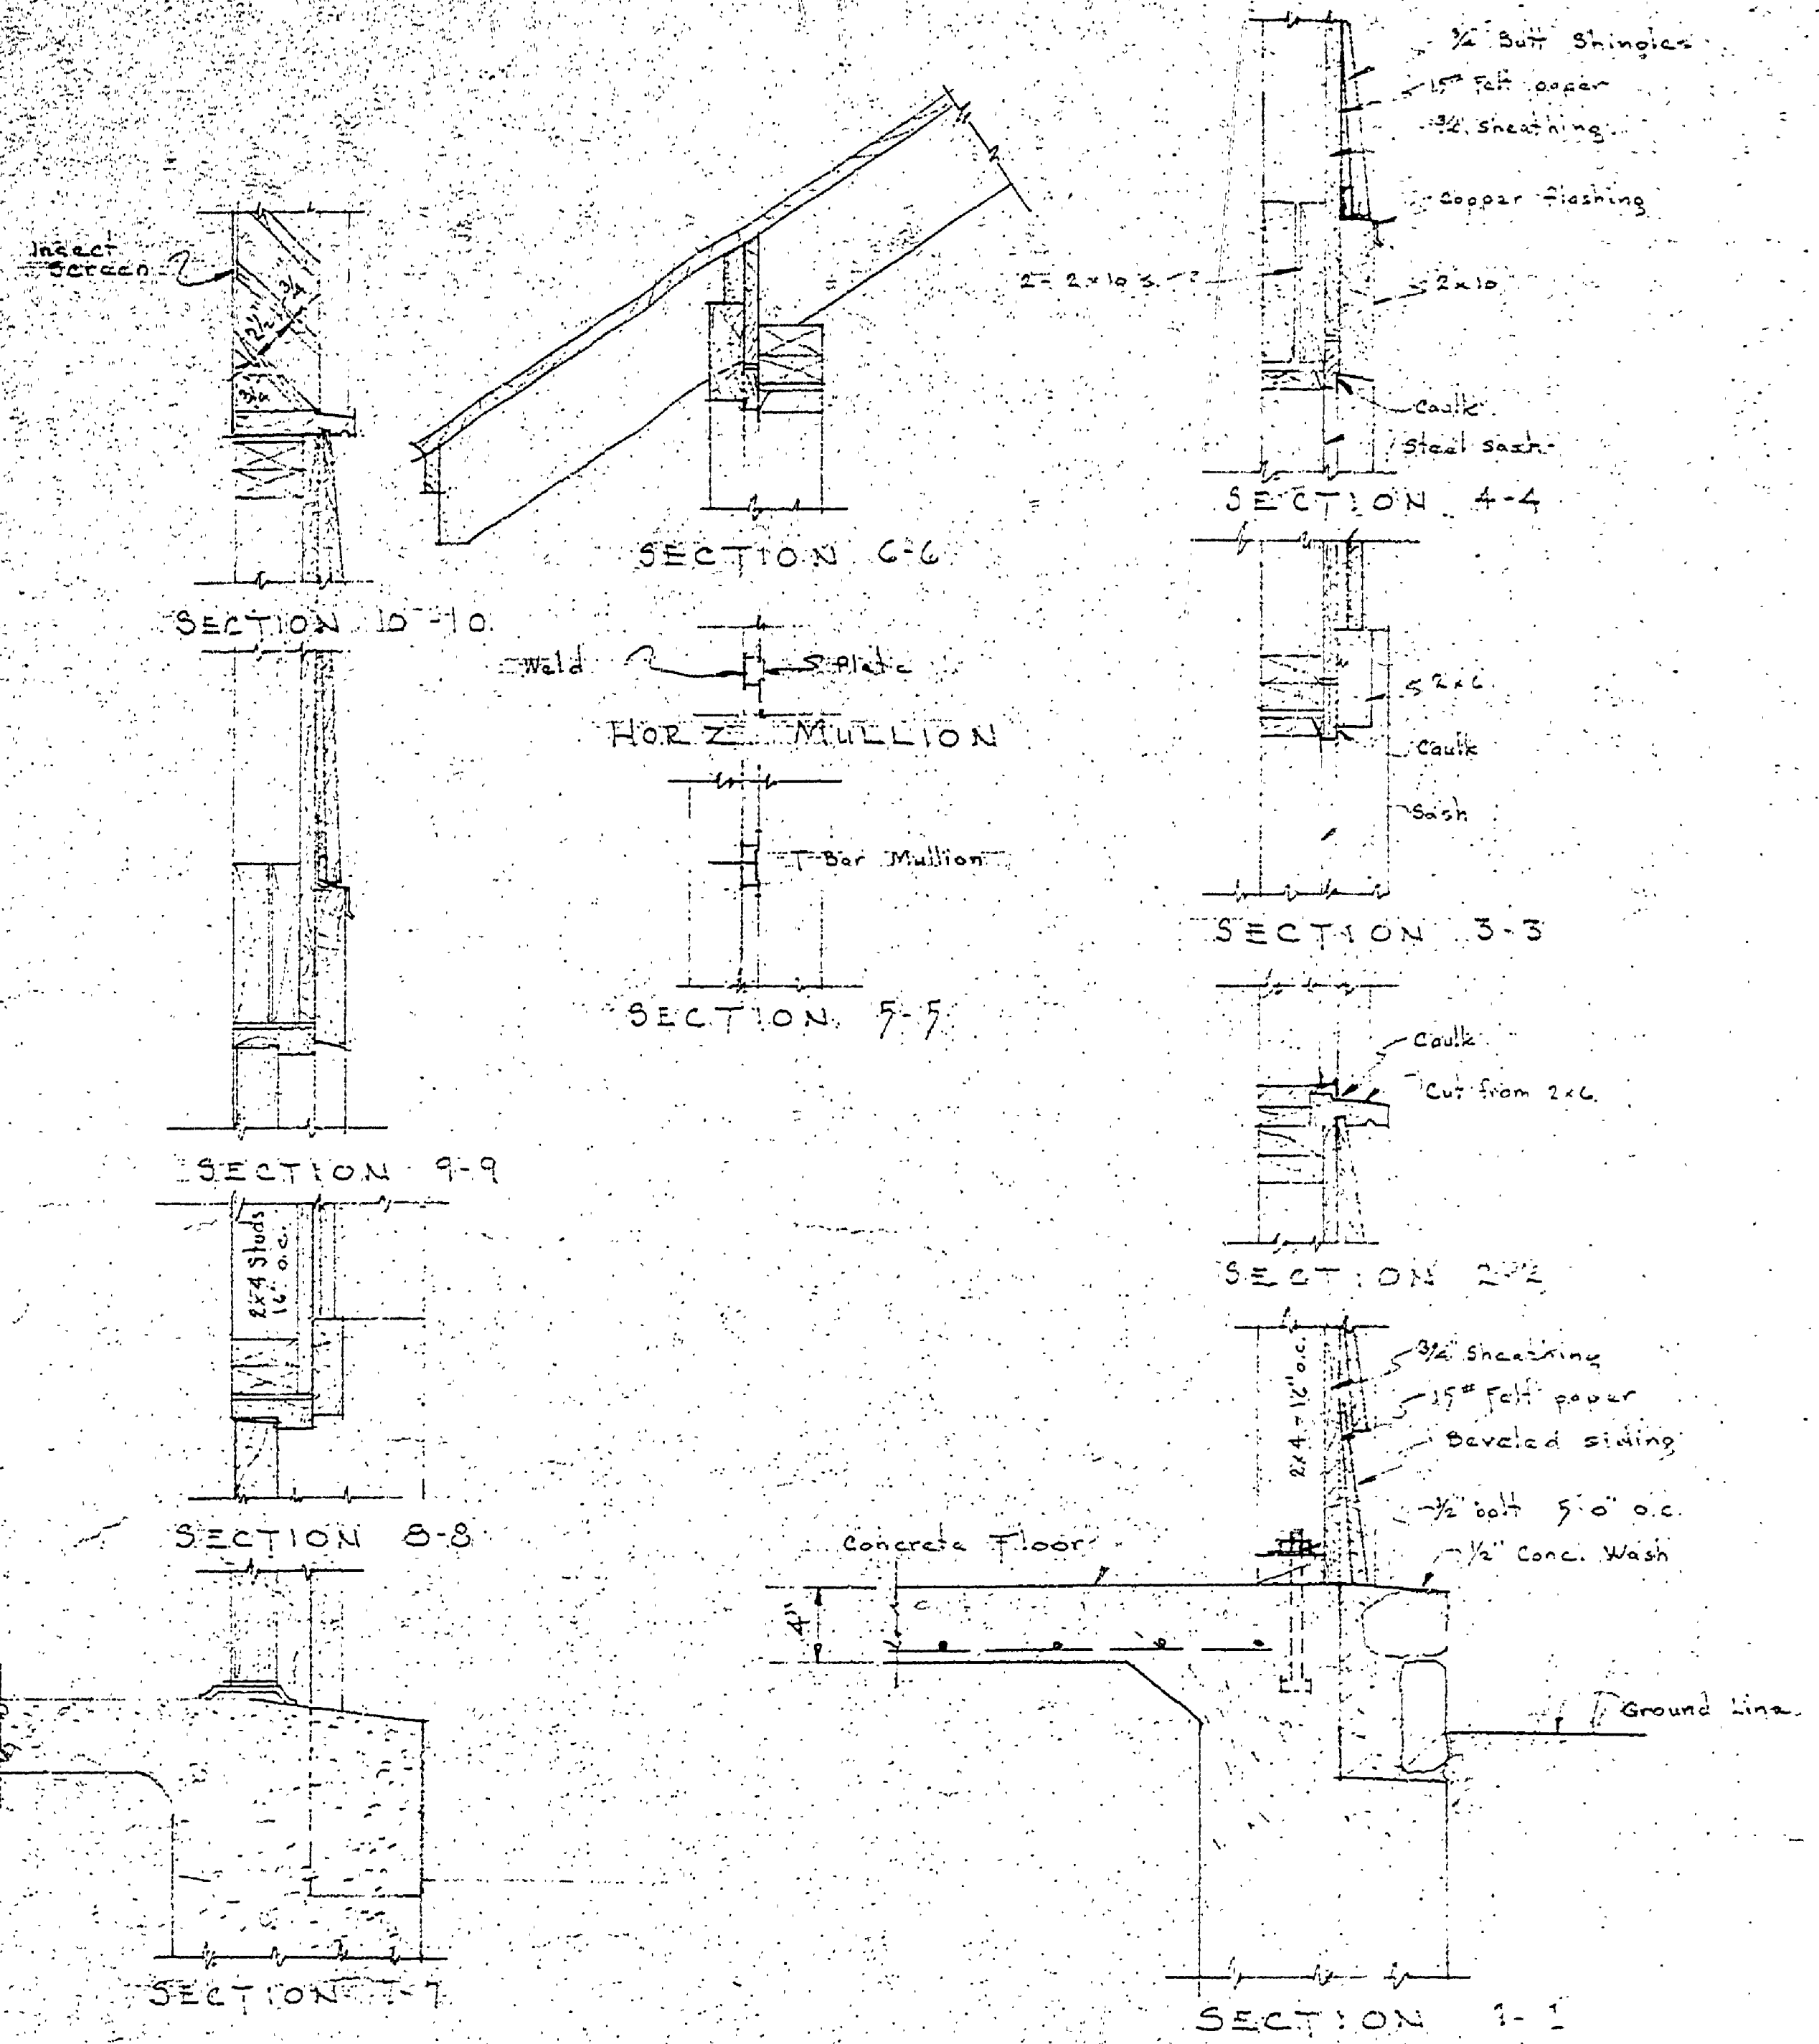 3/4" Butt Shingles
15# Felt paper
3/4" Sheathing
Copper flashing
2 - 2x10's
2x10
Caulk
Steel Sash
SECTION 4-4
Insect
Screen
2 1/2"
3/4
SECTION 10-10
SECTION 6-6
Weld
Plate
HORZ MULLION
2x6
Caulk
Sash
SECTION 3-3
T-Bar Mullion
SECTION 5-5
Caulk
Cut from 2x6
SECTION 2-2
SECTION 9-9
2x4 Studs
16" o.c.
SECTION 8-8
2x4 - o.c.
3/4" Sheathing
15# Felt paper
Beveled siding
1/2" bolt 5'0" o.c.
1/2" Conc. Wash
Concrete Floor
4"
Ground Line
SECTION 7-7
SECTION 1-1